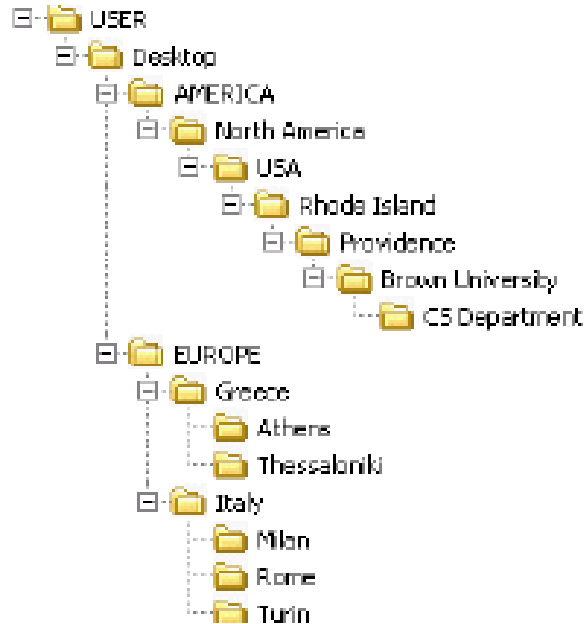 USER
Desktop
AMERICA
North America
USA
Rhode Island
Providence
Brown University
CS Department
EUROPE
Greece
Athens
Thessaloniki
Italy
Milan
Rome
Turin